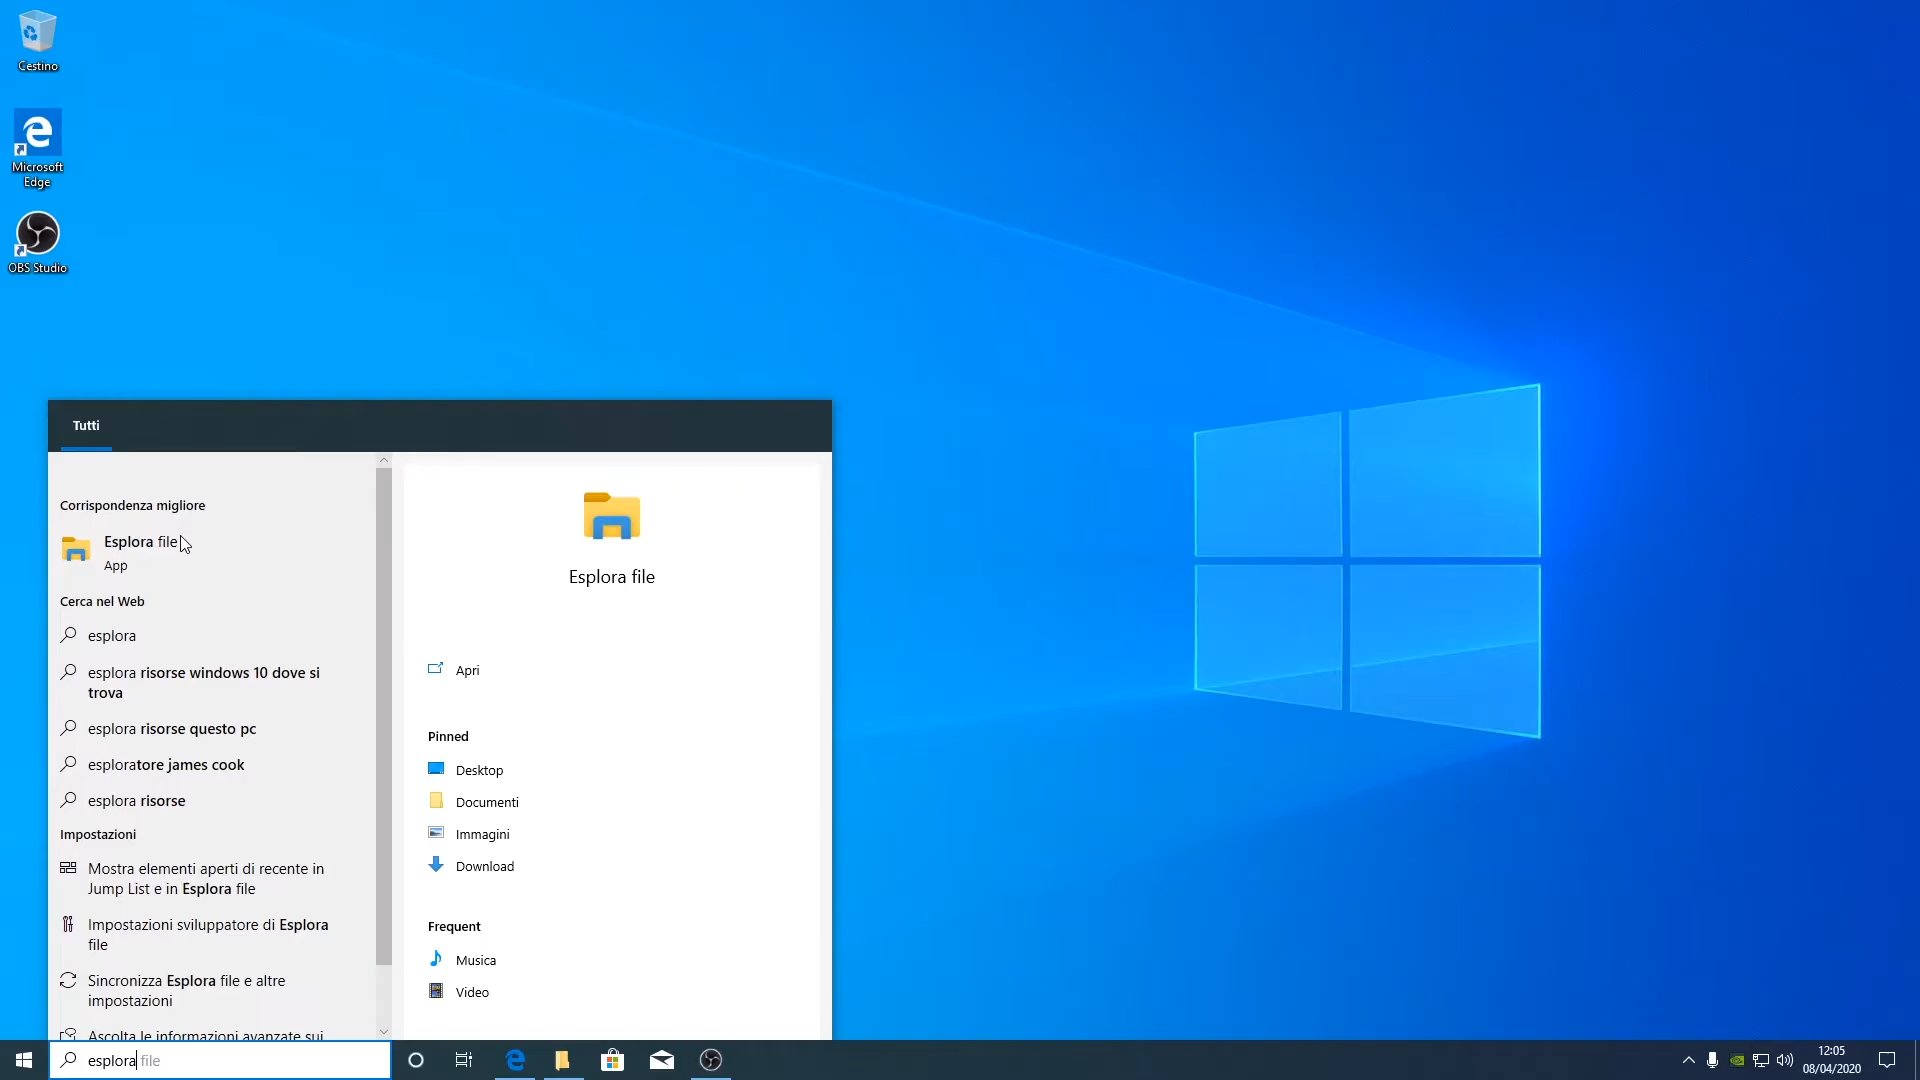 Cestino
Microsoft
Edge
OBS Studio
Tutti
Corrispondenza migliore
Esplora file
App
Cerca nel Web
esplora
esplora risorse windows 10 dove si
trova
esplora risorse questo pc
esploratore james cook
esplora risorse
Impostazioni
Mostra elementi aperti di recente in
Jump List e in Esplora file
Impostazioni sviluppatore di Esplora
file
Sincronizza Esplora file e altre
impostazioni
Ascolta le informazioni avanzate sui
Esplora file
Apri
Pinned
Desktop
Documenti
Immagini
Download
Frequent
Musica
Video
esplora file
12:05
08/04/2020